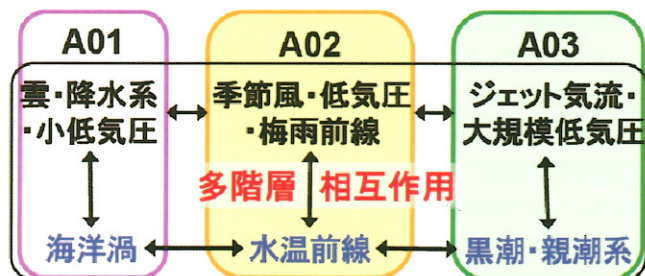 A01
A02
A03
雲・降水系
・小低気圧
季節風・低気圧
・梅雨前線
ジェット気流・
大規模低気圧
多階層 相互作用
海洋渦
水温前線
黒潮・親潮系